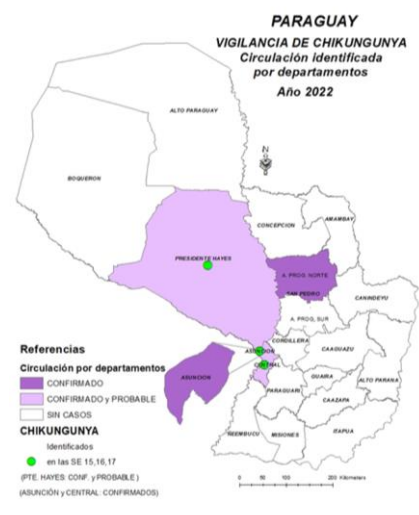 PARAGUAY
VIGILANCIA DE CHIKUNGUNYA
Circulación identificada
por departamentos
Año 2022
ALTO PARAGUAY
BOQUERON
N
CONCEPCION
AMAMBAY
PRESIDENTE HAYES
A. PROG. NORTE
SAN PEDRO
CANINDEYU
A. PROG. SUR
CORDILLERA
ASUNCION
CAAGUAZU
CENTRAL
ASUNCION
GUAIRA
ALTO PARANA
PARAGUARI
CAAZAPA
ÑEEMBUCU
MISIONES
ITAPUA
Referencias
Circulación por departamentos
CONFIRMADO
CONFIRMADO y PROBABLE
SIN CASOS
CHIKUNGUNYA
Identificados
en las SE 15,16,17
(PTE. HAYES: CONF. y PROBABLE )
(ASUNCIÓN y CENTRAL: CONFIRMADOS)
0 50 100 200 Kilometers